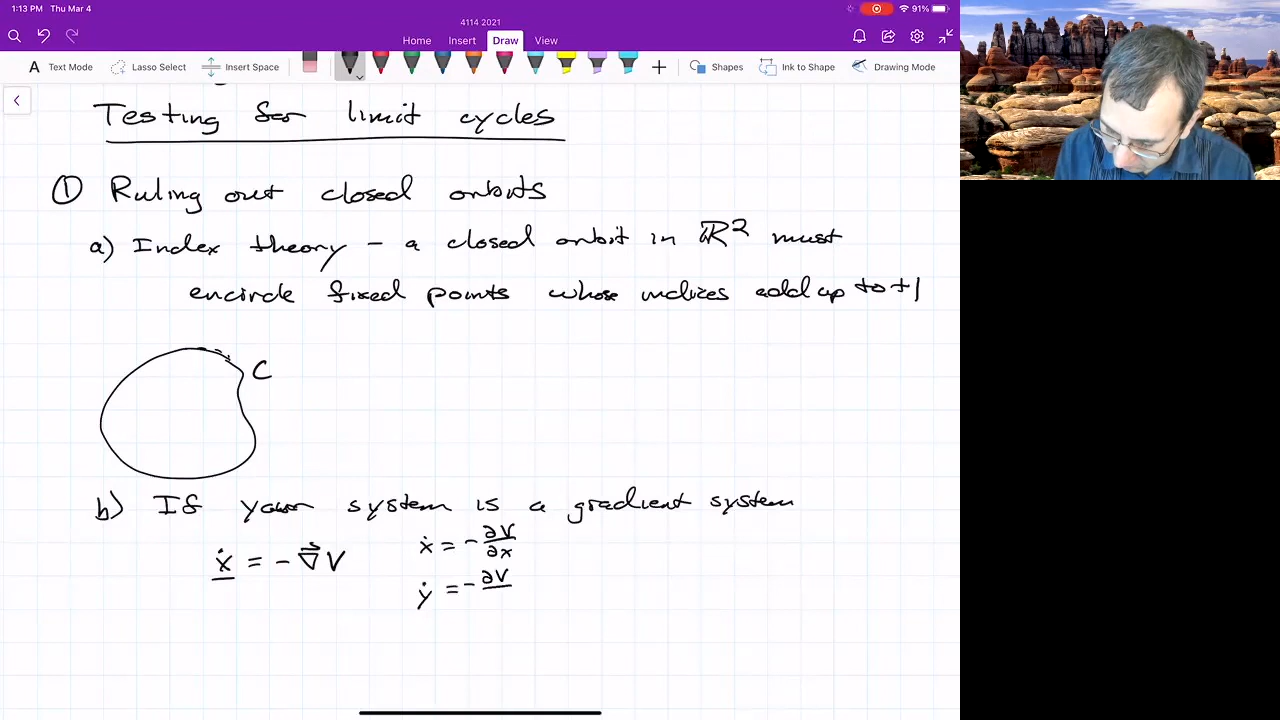 1:13 PM Thu Mar 4
91%
4114 2021
Home Insert Draw View
Text Mode Lasso Select Insert Space Shapes Ink to Shape Drawing Mode
Testing for limit cycles
① Ruling out closed orbits
a) Index theory - a closed orbit in ℝ² must
encircle fixed points whose indices add up to +1
C
b) If your system is a gradient system
ẋ = -∇⃗V
ẋ = -∂V/∂x
ẏ = -∂V